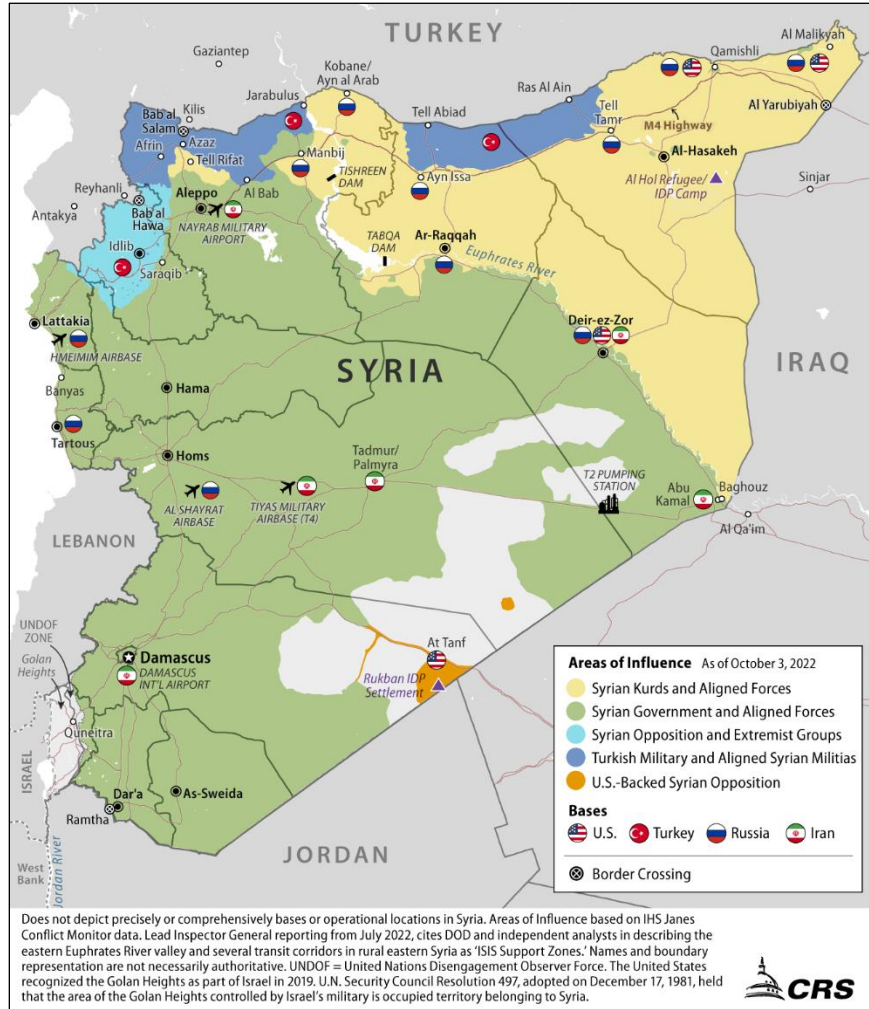 TURKEY
Gaziantep
Kobane/
Ayn al Arab
Al Malikyah
Qamishli
Jarabulus
Kilis
Bab al
Salam
Ras Al Ain
Tell Abiad
Al Yarubiyah
Azaz
Afrin
Tell
Tamr
M4 Highway
Manbij
Tell Rifat
Al-Hasakeh
TISHREEN
DAM
Ayn Issa
Reyhanli
Al Bab
Al Hol Refugee/
IDP Camp
Sinjar
Aleppo
Antakya
Bab al
Hawa
NAYRAB MILITARY
AIRPORT
TABQA
DAM
Ar-Raqqah
Idlib
Euphrates River
Saraqib
Lattakia
Deir-ez-Zor
HMEIMIM AIRBASE
SYRIA
IRAQ
Banyas
Hama
Tartous
Homs
Tadmur/
Palmyra
T2 PUMPING
STATION
Abu
Kamal
Baghouz
AL SHAYRAT
AIRBASE
TIYAS MILITARY
AIRBASE (T4)
Al Qa'im
LEBANON
UNDOF
ZONE
Golan
Heights
At Tanf
Damascus
DAMASCUS
INT'L AIRPORT
Rukban IDP
Settlement
Quneitra
ISRAEL
Dar'a
As-Sweida
Ramtha
JORDAN
West
Bank
Jordan River
Areas of Influence As of October 3, 2022
Syrian Kurds and Aligned Forces
Syrian Government and Aligned Forces
Syrian Opposition and Extremist Groups
Turkish Military and Aligned Syrian Militias
U.S.-Backed Syrian Opposition
Bases
U.S. Turkey Russia Iran
Border Crossing
Does not depict precisely or comprehensively bases or operational locations in Syria. Areas of Influence based on IHS Janes
Conflict Monitor data. Lead Inspector General reporting from July 2022, cites DOD and independent analysts in describing the
eastern Euphrates River valley and several transit corridors in rural eastern Syria as 'ISIS Support Zones.' Names and boundary
representation are not necessarily authoritative. UNDOF = United Nations Disengagement Observer Force. The United States
recognized the Golan Heights as part of Israel in 2019. U.N. Security Council Resolution 497, adopted on December 17, 1981, held
that the area of the Golan Heights controlled by Israel's military is occupied territory belonging to Syria.
CRS